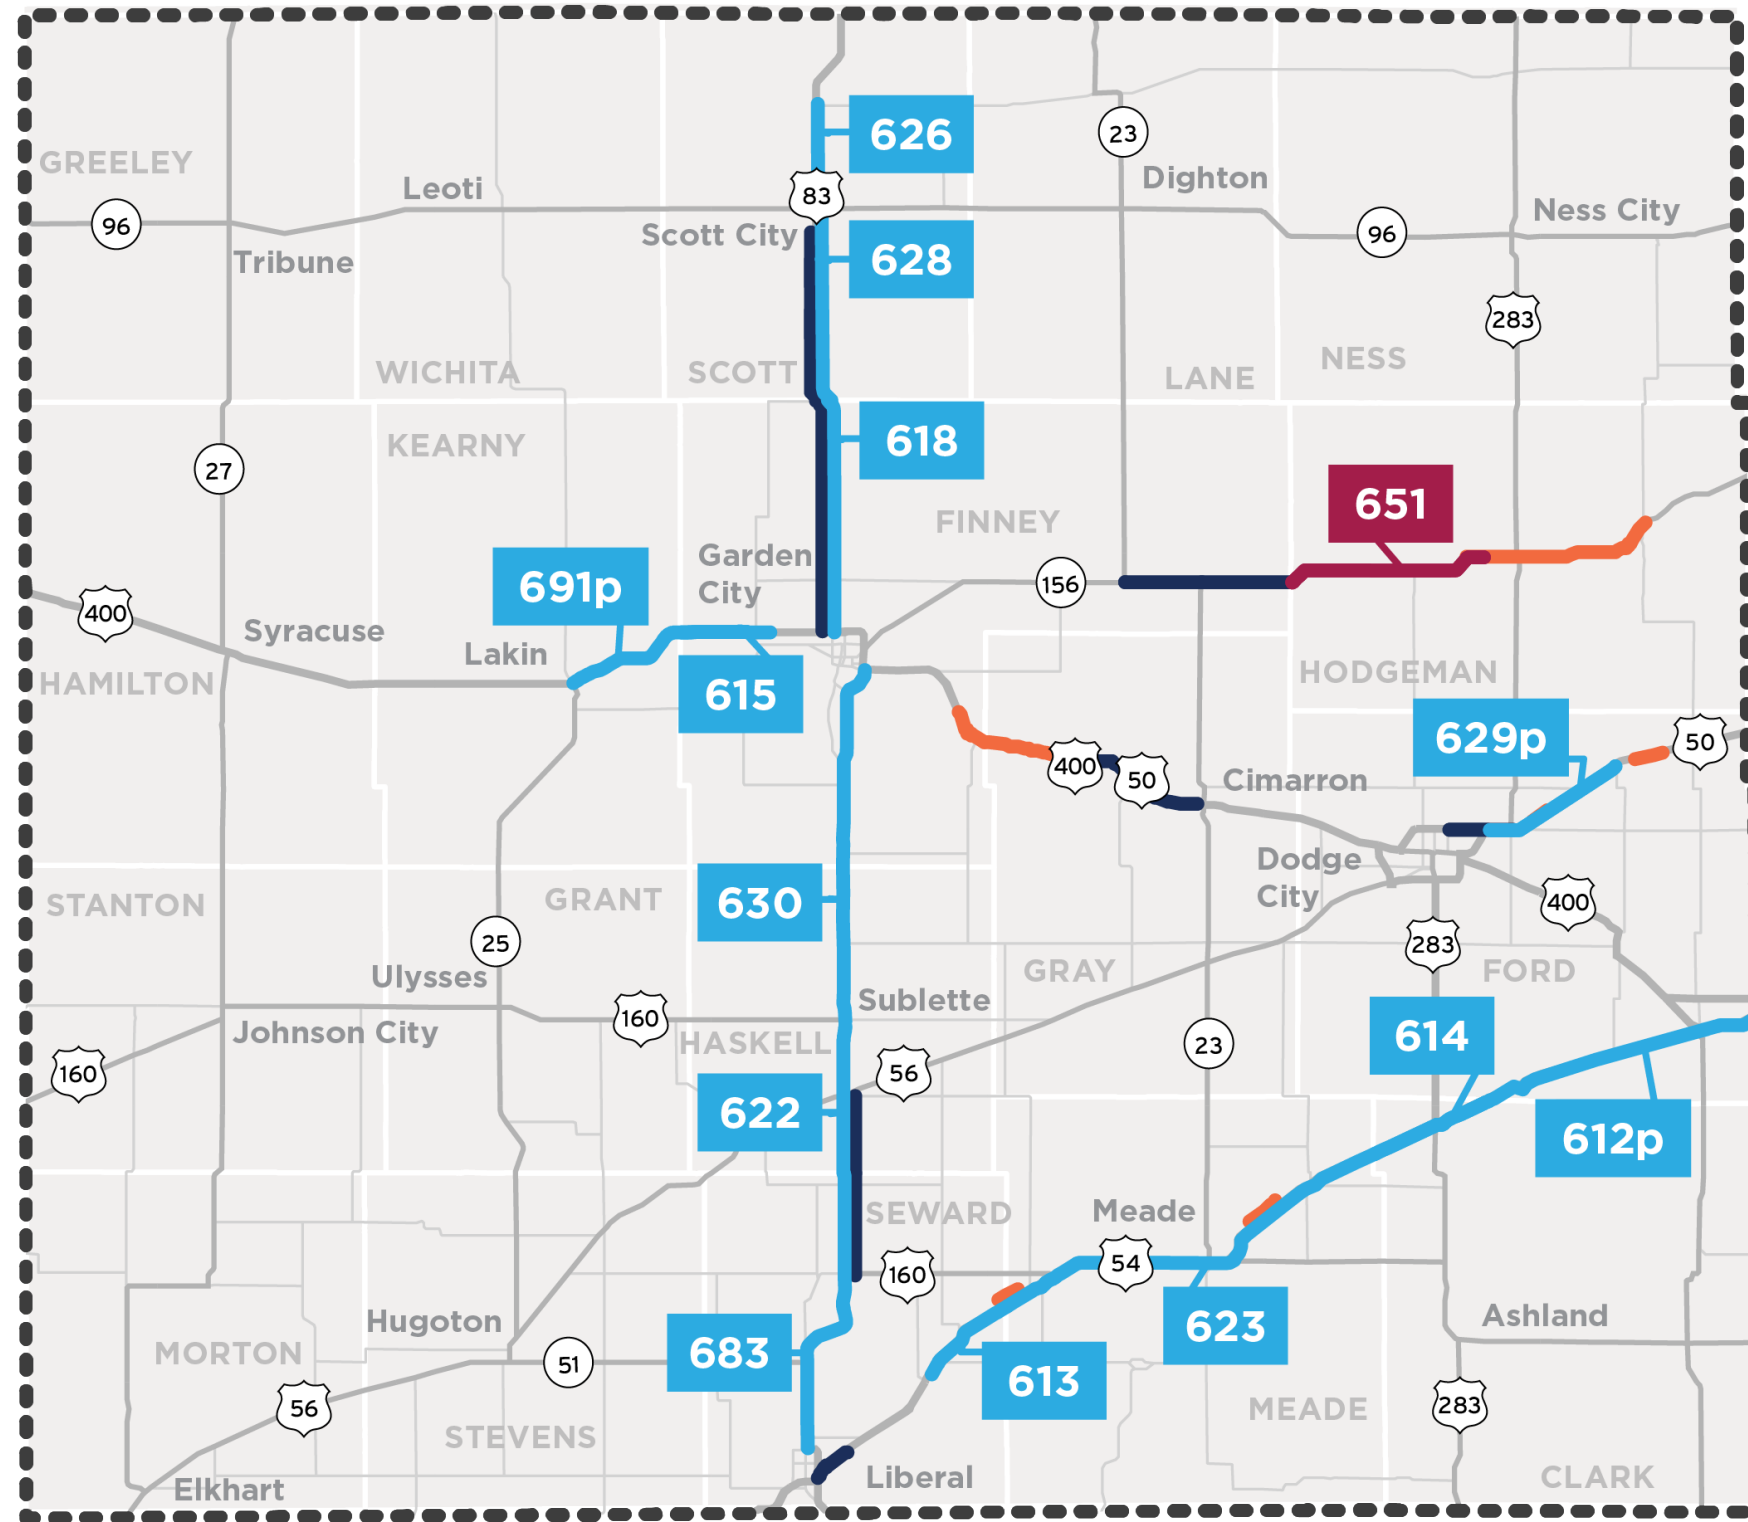 626
23
GREELEY
Leoti
83
Dighton
96
Scott City
96
Ness City
Tribune
628
283
WICHITA
SCOTT
LANE
NESS
KEARNY
618
27
FINNEY
651
Garden
City
691p
156
400
Syracuse
Lakin
HAMILTON
615
HODGEMAN
629p
50
400
50
Cimarron
Dodge
City
STANTON
GRANT
630
400
25
283
Ulysses
GRAY
FORD
160
Sublette
Johnson City
HASKELL
614
160
56
23
622
612p
SEWARD
Meade
160
54
Hugoton
623
Ashland
MORTON
683
51
613
56
283
STEVENS
MEADE
Elkhart
Liberal
CLARK